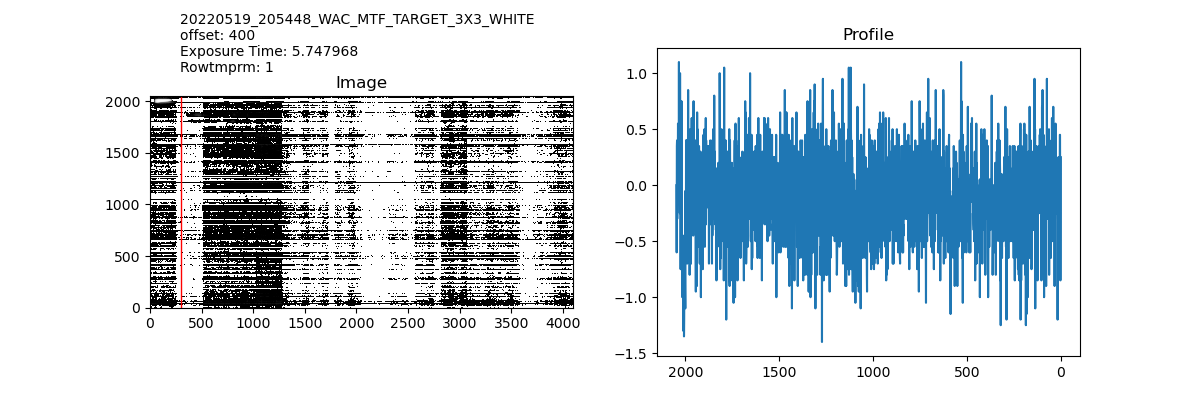 20220519_205448_WAC_MTF_TARGET_3X3_WHITE
offset: 400
Exposure Time: 5.747968
Rowtmprm: 1
Image
2000
1500
1000
500
0
0 500 1000 1500 2000 2500 3000 3500 4000
Profile
1.0
0.5
0.0
−0.5
−1.0
−1.5
2000 1500 1000 500 0